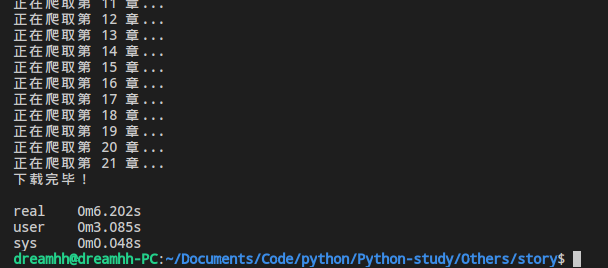 正在爬取第 11 章...
正在爬取第 12 章...
正在爬取第 13 章...
正在爬取第 14 章...
正在爬取第 15 章...
正在爬取第 16 章...
正在爬取第 17 章...
正在爬取第 18 章...
正在爬取第 19 章...
正在爬取第 20 章...
正在爬取第 21 章...
下载完毕！
real 0m6.202s
user 0m3.085s
sys 0m0.048s
dreamhh@dreamhh-PC:~/Documents/Code/python/Python-study/Others/story$